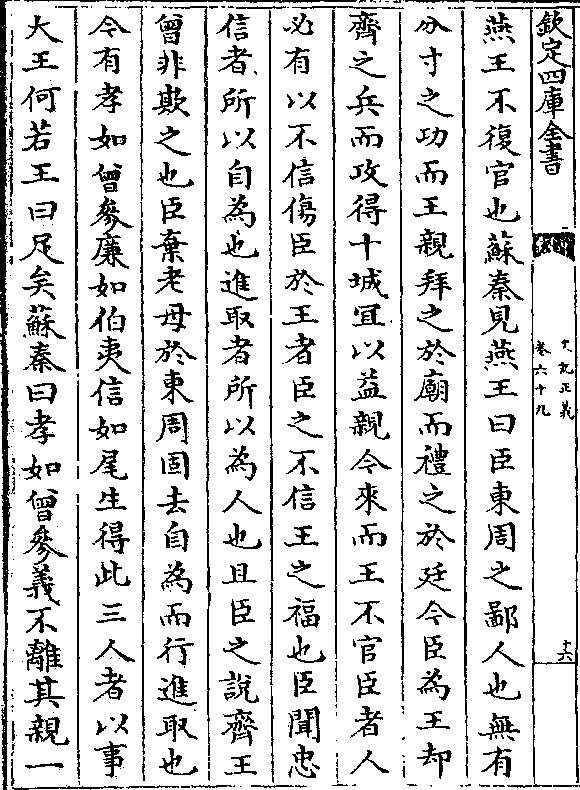 欽定四庫全書
史記正義
卷六十九
十六
燕王不復官也蘇秦見燕王曰臣東周之鄙人也無有
分寸之功而王親拜之於廟而禮之於廷今臣為王却
齊之兵而攻得十城宜以益親今來而王不官臣者人
必有以不信傷臣於王者臣之不信王之福也臣聞忠
信者所以自為也進取者所以為人也且臣之說齊王
曾非欺之也臣棄老母於東周固去自為而行進取也
今有孝如曾參廉如伯夷信如尾生得此三人者以事
大王何若王曰足矣蘇秦曰孝如曾參義不離其親一